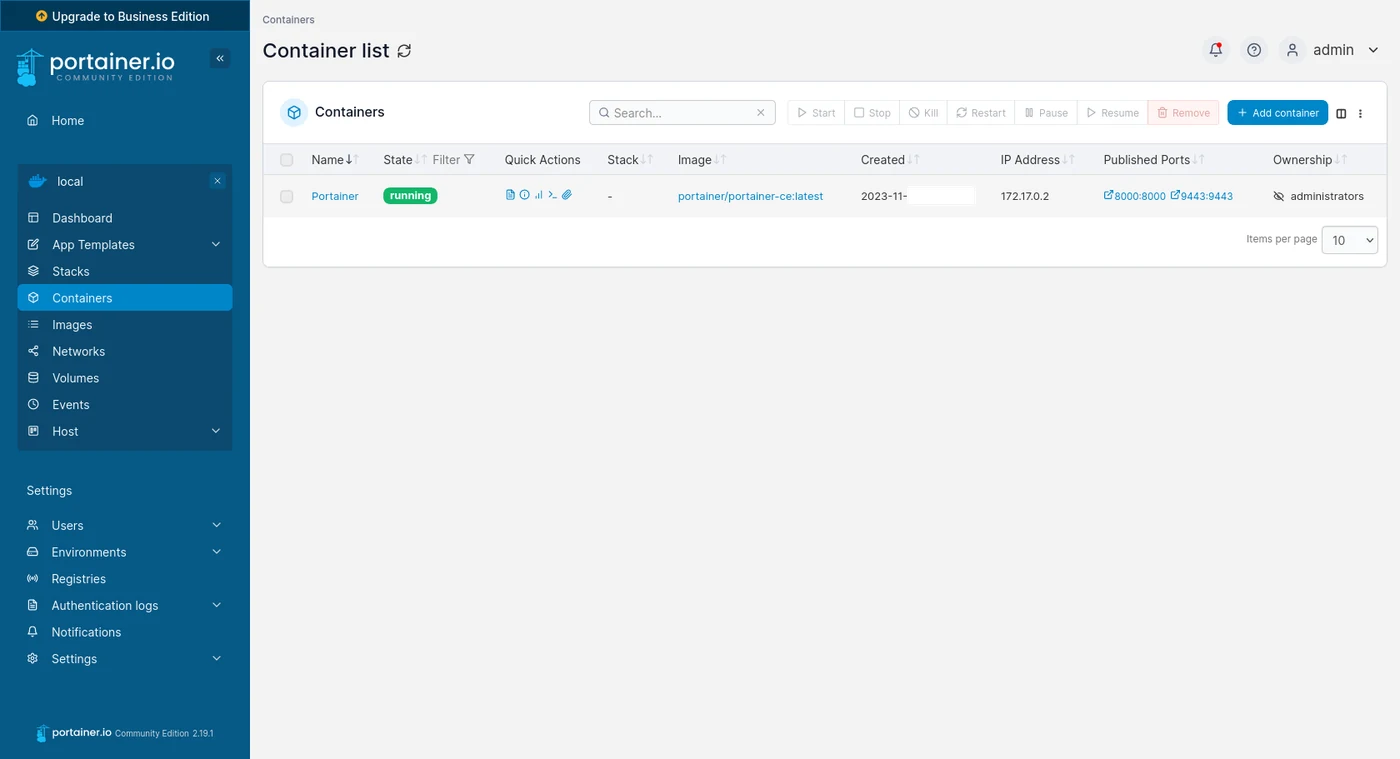 Upgrade to Business Edition
portainer.io
COMMUNITY EDITION
Home
local
Dashboard
App Templates
Stacks
Containers
Images
Networks
Volumes
Events
Host
Settings
Users
Environments
Registries
Authentication logs
Notifications
Settings
portainer.io Community Edition 2.19.1
Containers
Container list
admin
Containers
Search...
Start
Stop
Kill
Restart
Pause
Resume
Remove
Add container
Name State Filter Quick Actions Stack Image Created IP Address Published Ports Ownership
Portainer running - portainer/portainer-ce:latest 2023-11- 172.17.0.2 8000:8000 9443:9443 administrators
Items per page 10